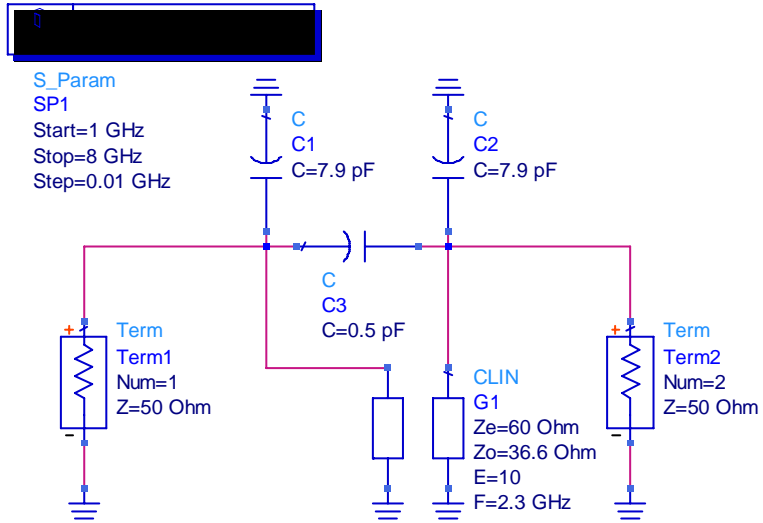 S_Param
SP1
Start=1 GHz
Stop=8 GHz
Step=0.01 GHz
C
C1
C=7.9 pF
C
C2
C=7.9 pF
C
C3
C=0.5 pF
+
Term
Term1
Num=1
Z=50 Ohm
-
CLIN
G1
Ze=60 Ohm
Zo=36.6 Ohm
E=10
F=2.3 GHz
+
Term
Term2
Num=2
Z=50 Ohm
-